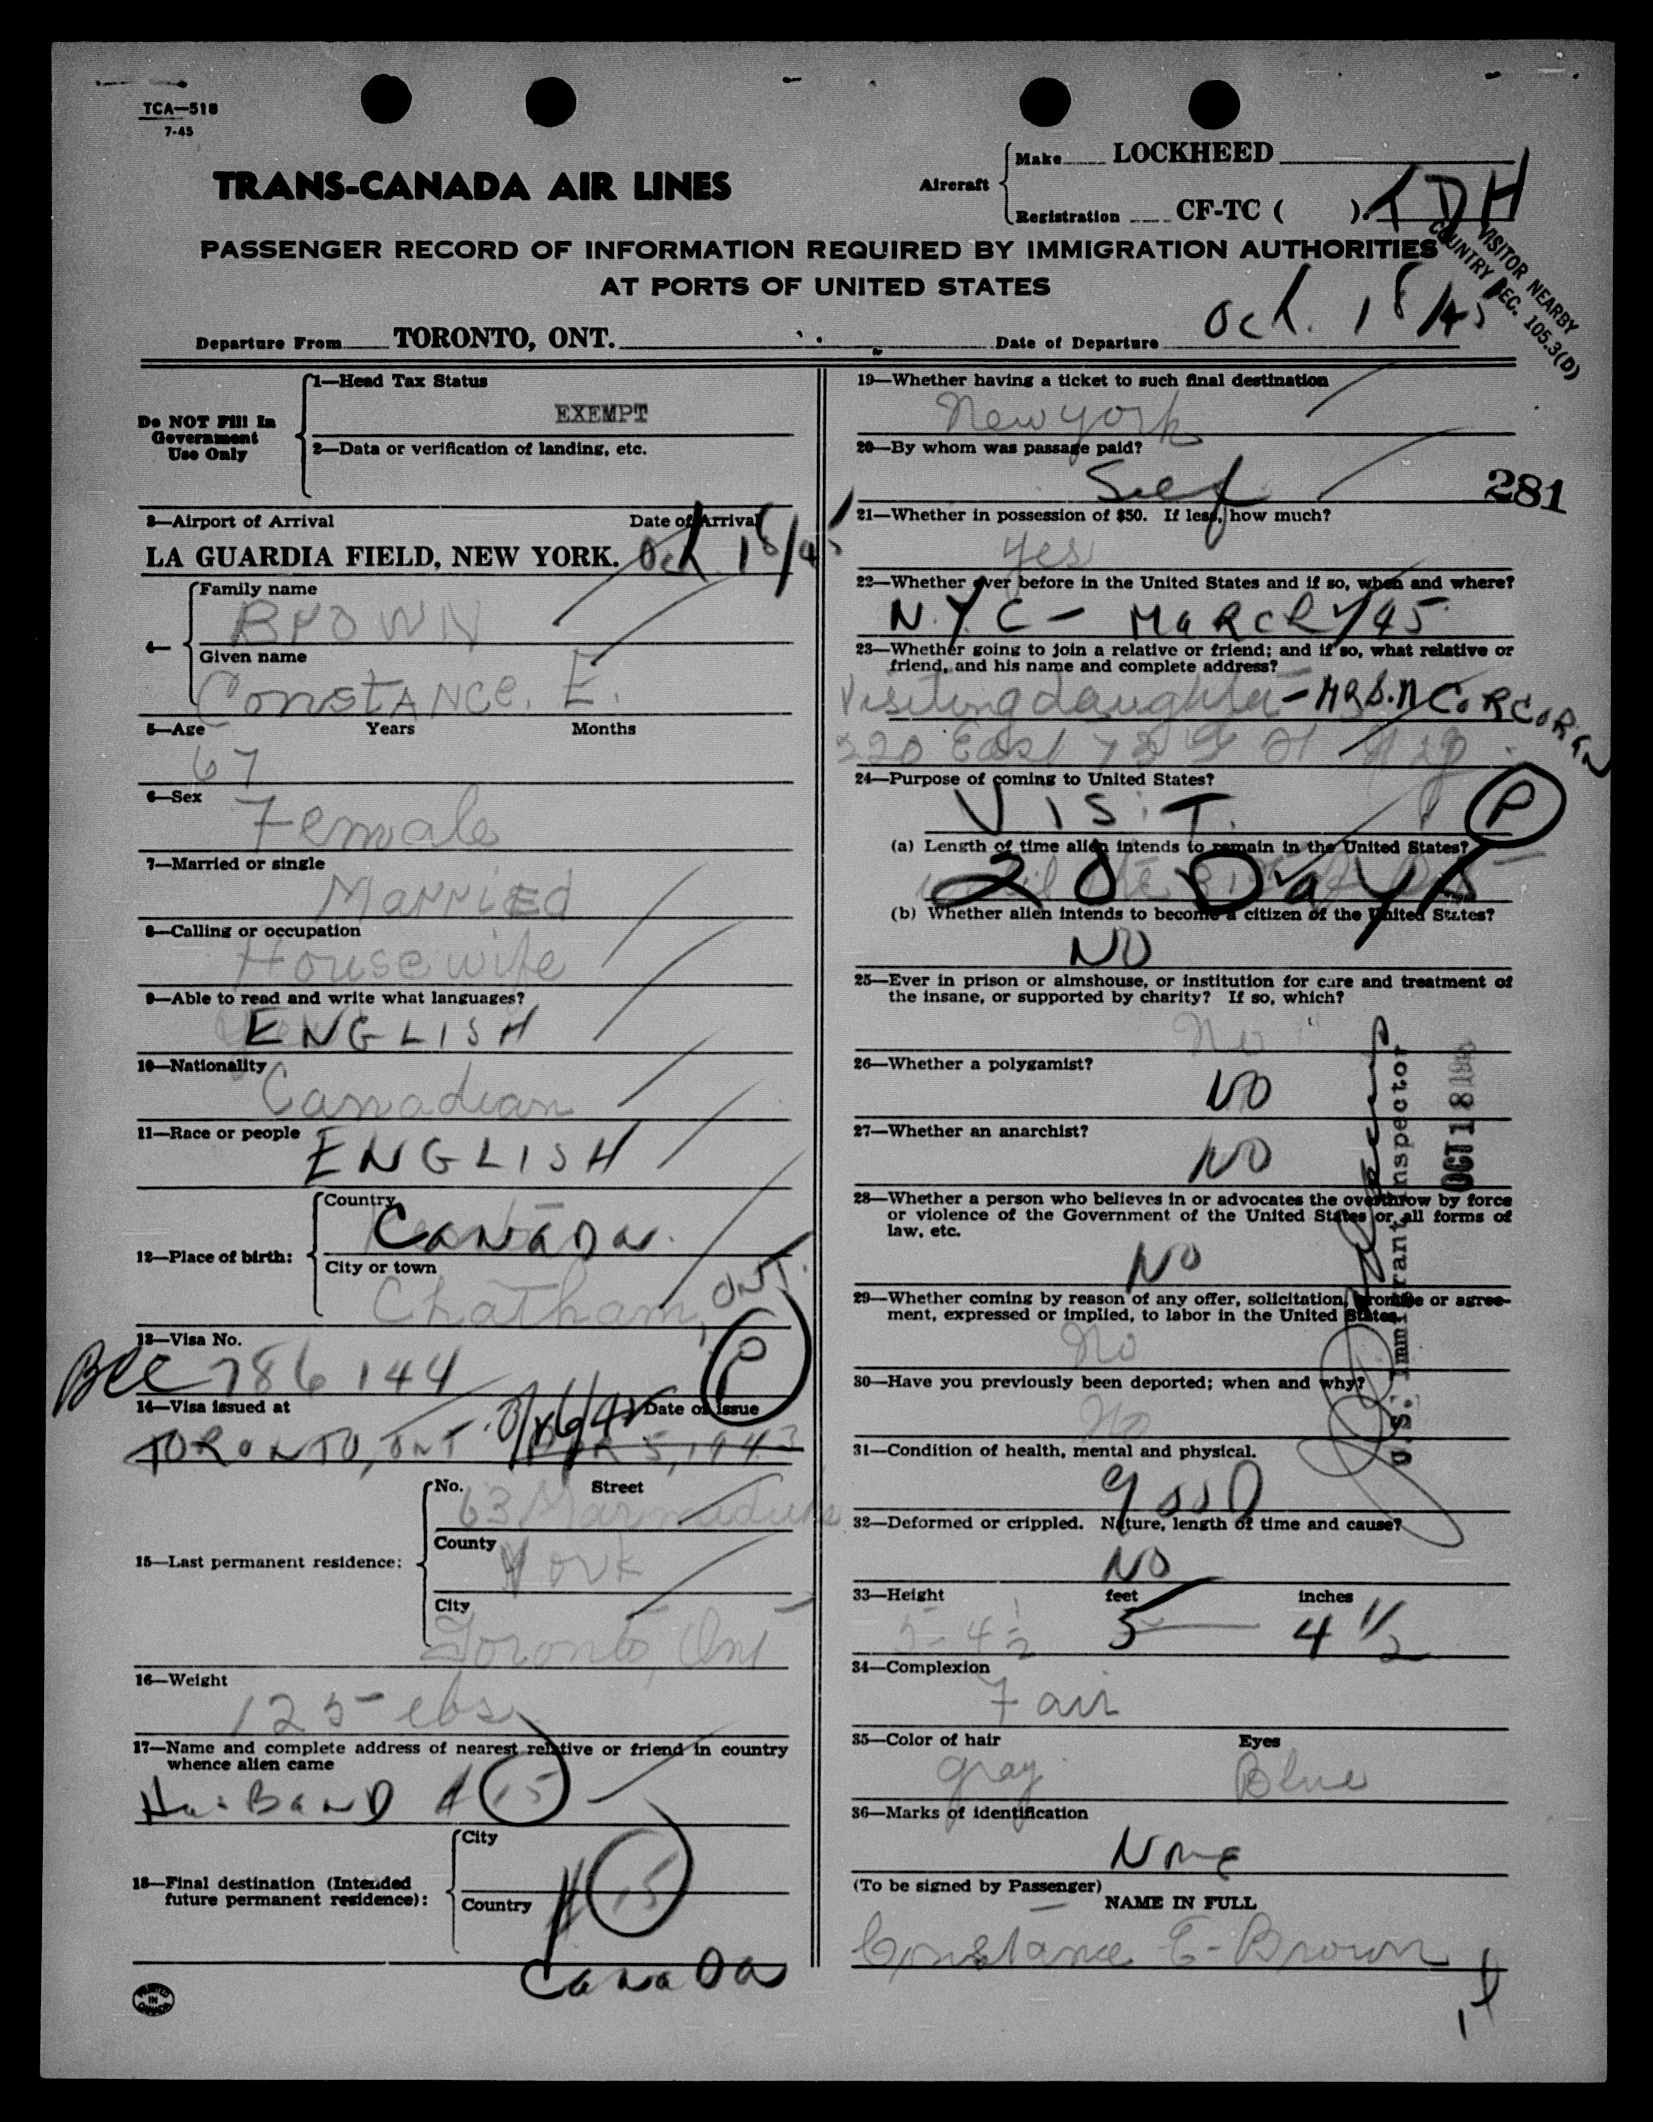 TCA—518
7-45
TRANS-CANADA AIR LINES
Aircraft
Make LOCKHEED
Registration CF-TC ( ). TDH
PASSENGER RECORD OF INFORMATION REQUIRED BY IMMIGRATION AUTHORITIES
AT PORTS OF UNITED STATES
VISITOR NEARBY
COUNTRY SEC. 105.3(D)
Departure From TORONTO, ONT.
Date of Departure Oct. 18/45
Do NOT Fill In
Government
Use Only
1—Head Tax Status
EXEMPT
2—Data or verification of landing, etc.
3—Airport of Arrival Date of Arrival
LA GUARDIA FIELD, NEW YORK. Oct 18/45
4—
Family name
BROWN
Given name
Constance. E.
5—Age Years Months
67
6—Sex
Female
7—Married or single
Married
8—Calling or occupation
Housewife
9—Able to read and write what languages?
ENGLISH
10—Nationality
Canadian
11—Race or people
ENGLISH
12—Place of birth:
Country
CANADA
City or town
Chatham, ONT.
13—Visa No.
BCC 786144 P
14—Visa issued at Date of Issue
TORONTO, ONT
15—Last permanent residence:
No. Street
63 Marmaduke
County
York
City
Toronto, Ont
16—Weight
125 lbs
17—Name and complete address of nearest relative or friend in country
whence alien came
HusBanD # 15
18—Final destination (Intended
future permanent residence):
City
# 15
Country
CanaDa
PRINTED
IN
CANADA
19—Whether having a ticket to such final destination
New York
20—By whom was passage paid?
Self
281
21—Whether in possession of $50. If less, how much?
Yes
22—Whether ever before in the United States and if so, when and where?
N.Y.C – MaRch/45
23—Whether going to join a relative or friend; and if so, what relative or
friend, and his name and complete address?
Visiting daughter – MRS. M CoRCoRaN
220 East 73
24—Purpose of coming to United States?
VISIT. P
(a) Length of time alien intends to remain in the United States?
20 DayS
(b) Whether alien intends to become a citizen of the United States?
NO
25—Ever in prison or almshouse, or institution for care and treatment of
the insane, or supported by charity? If so, which?
No
26—Whether a polygamist?
NO
27—Whether an anarchist?
NO
28—Whether a person who believes in or advocates the overthrow by force
or violence of the Government of the United States or all forms of
law, etc.
NO
29—Whether coming by reason of any offer, solicitation, promise or agree-
ment, expressed or implied, to labor in the United States.
No
30—Have you previously been deported; when and why?
No
U.S. Immigrant Inspector
OCT 18 1945
31—Condition of health, mental and physical.
gooD
32—Deformed or crippled. Nature, length of time and cause?
NO
33—Height feet inches
5-4½ 5 4 1/2
34—Complexion
Fair
35—Color of hair Eyes
gray Blue
36—Marks of identification
None
(To be signed by Passenger)
NAME IN FULL
Constance E- Brown